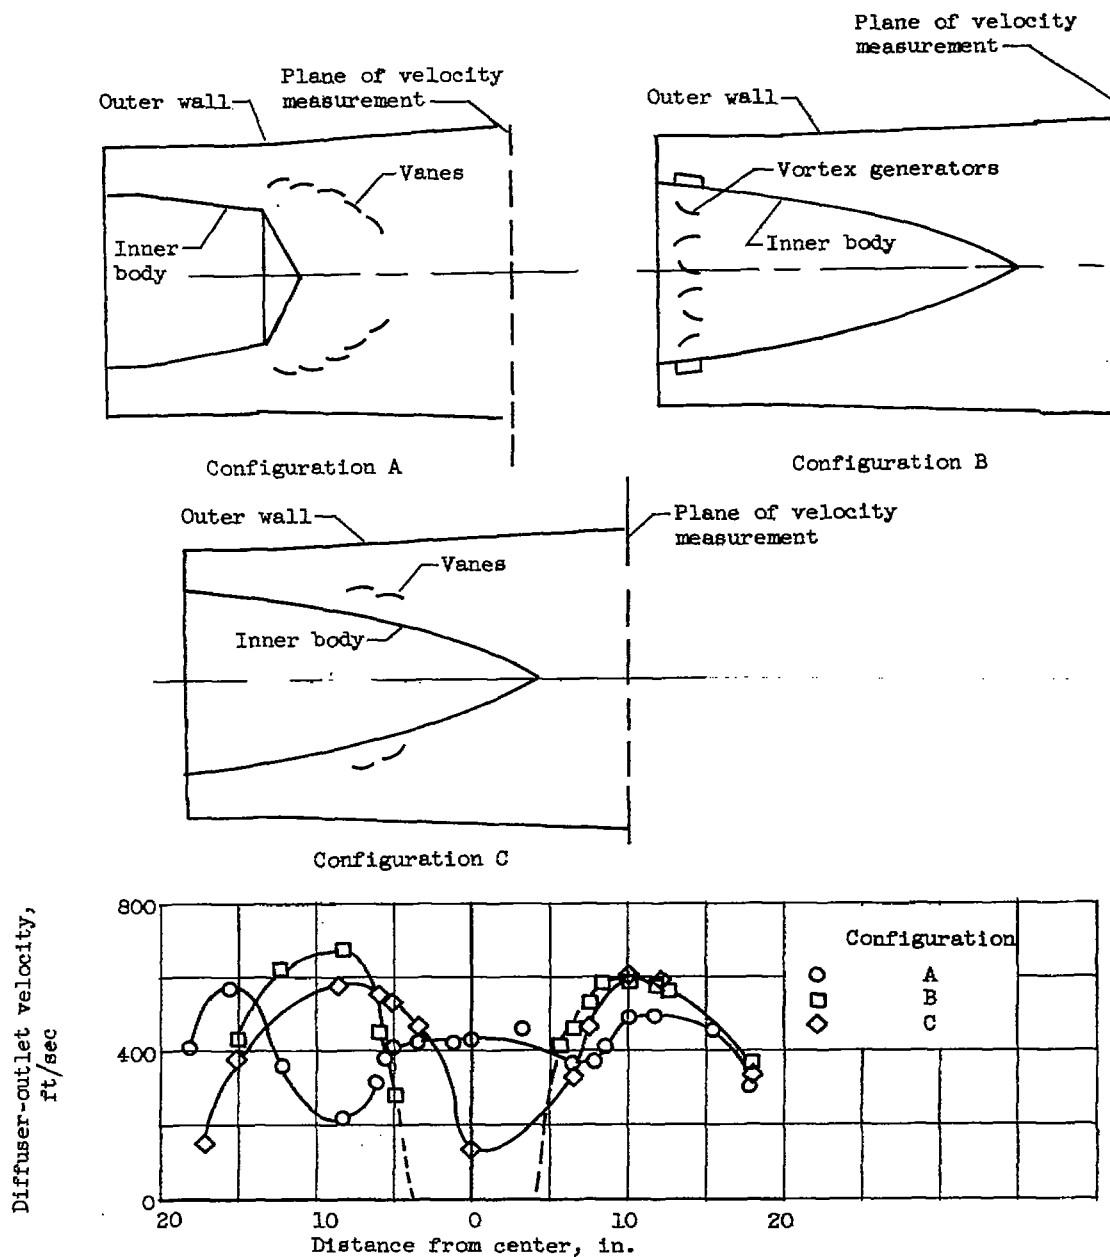 Plane of velocity
measurement
Outer wall
Vanes
Inner
body
Configuration A
Plane of velocity
measurement
Outer wall
Vortex generators
Inner body
Configuration B
Outer wall
Plane of velocity
measurement
Vanes
Inner body
Configuration C
Diffuser-outlet velocity,
ft/sec
800
400
0
20
10
0
10
20
Distance from center, in.
Configuration
A
B
C